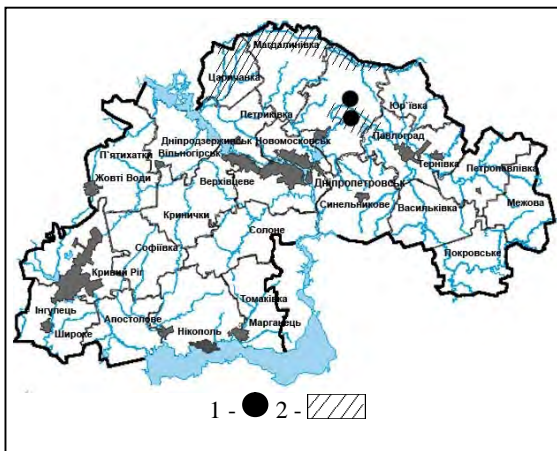 Магдалинівка
Царичанка
Юр`ївка
Петриківка
Дніпродзержинськ Новомосковськ Павлоград
П`ятихатки Вільногірськ
Тернівка
Петропавлівка
Жовті Води Верхівцеве Дніпропетровськ
Синельникове Васильківка Межова
Кринички
Солоне
Софіївка
Покровське
Кривий Ріг
Томаківка
Інгулець Апостолове Марганець
Широке Нікополь
1 - 2 -